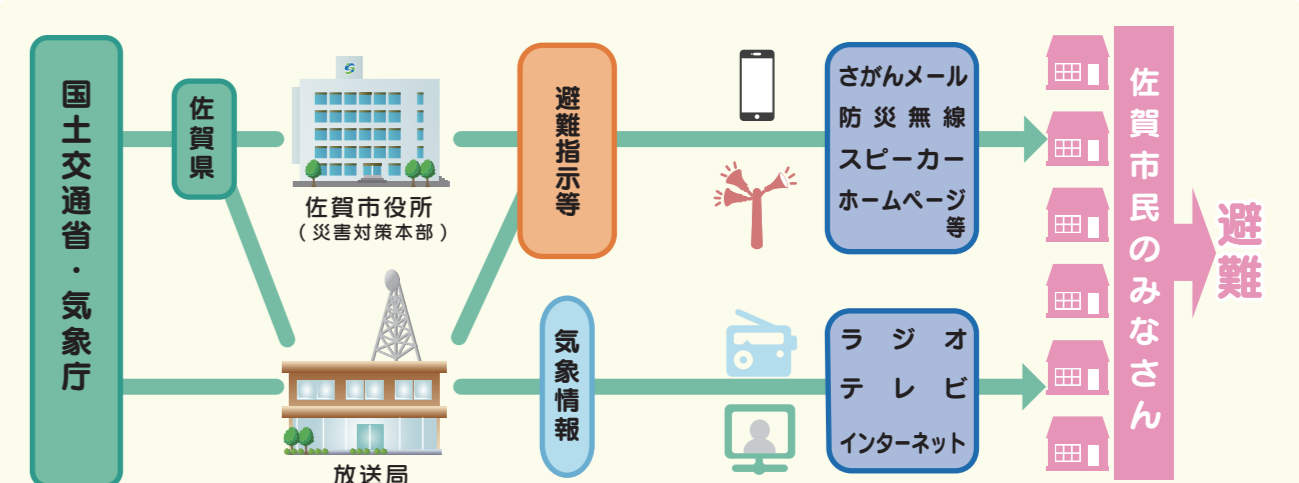 国土交通省・気象庁
佐賀県
佐賀市役所
(災害対策本部)
放送局
避難指示等
気象情報
さがんメール
防災無線
スピーカー
ホームページ
等
ラジオ
テレビ
インターネット
佐賀市民のみなさん
避難